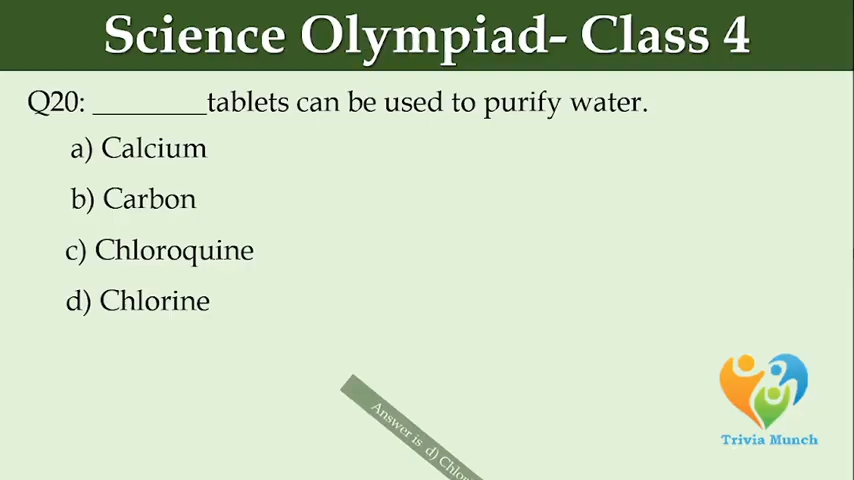 Science Olympiad- Class 4
Q20: ________tablets can be used to purify water.
a) Calcium
b) Carbon
c) Chloroquine
d) Chlorine
Answer is d)
Trivia Munch